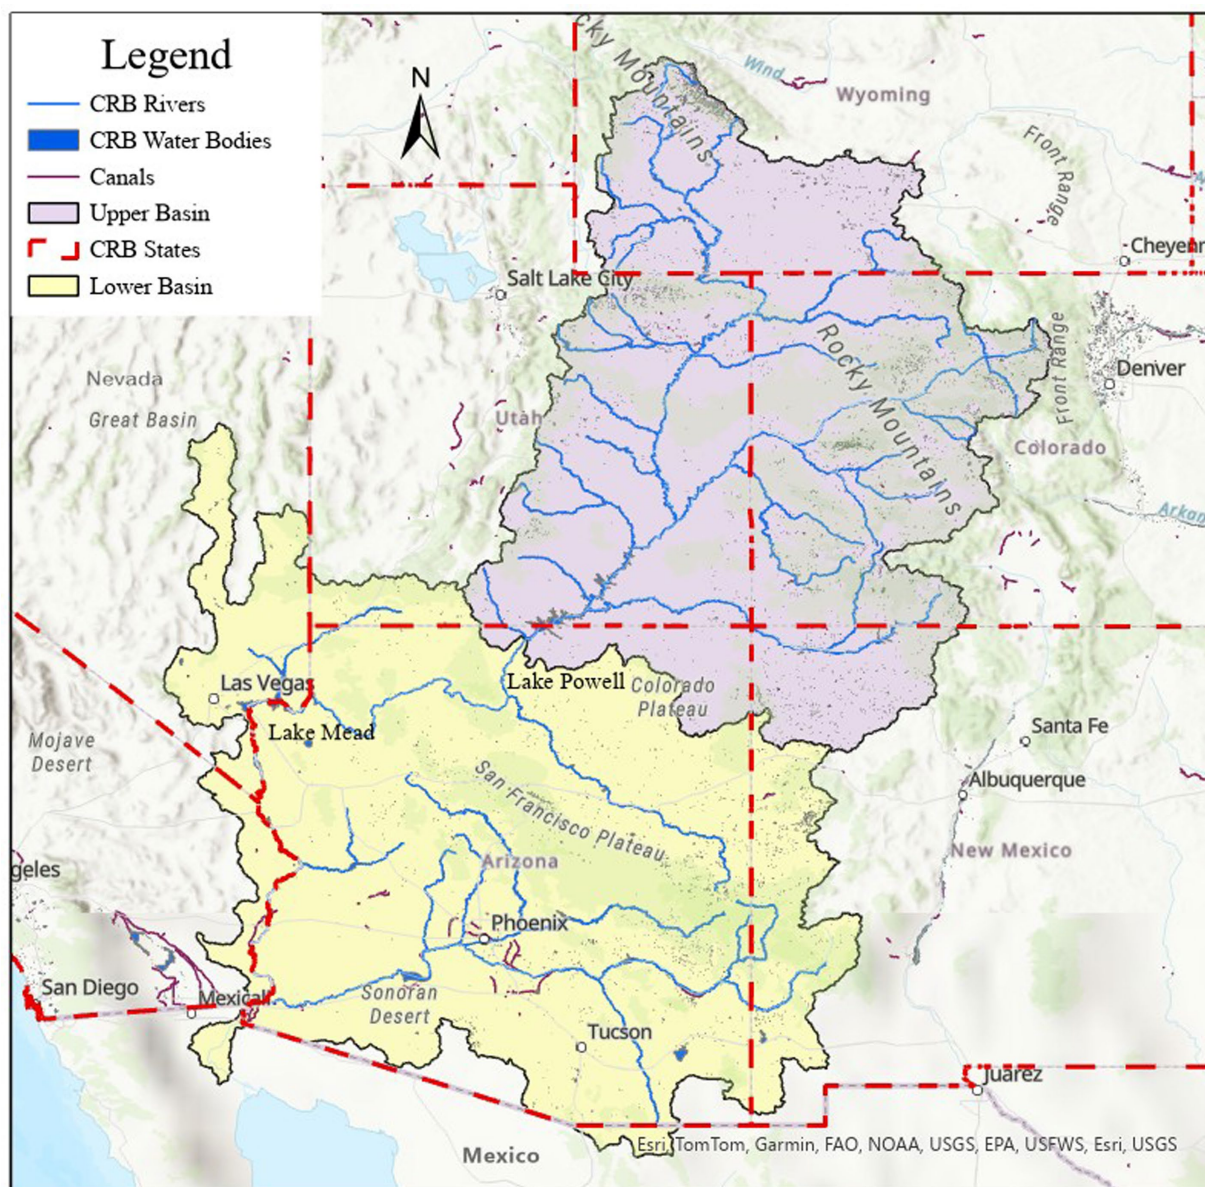 Legend
CRB Rivers
CRB Water Bodies
Canals
Upper Basin
CRB States
Lower Basin
N
cky Mountains
Wind
Wyoming
Front Range
Cheyenn
Salt Lake City
Rocky Mountains
Front Range
Denver
Nevada
Great Basin
Utah
Colorado
Arkan
Las Vegas
Lake Powell
Colorado
Plateau
Lake Mead
Mojave
Desert
Santa Fe
Albuquerque
San Francisco Plateau
Arizona
New Mexico
geles
Phoenix
San Diego
Mexicali
Sonoran
Desert
Tucson
Juárez
Mexico
Esri, TomTom, Garmin, FAO, NOAA, USGS, EPA, USFWS, Esri, USGS